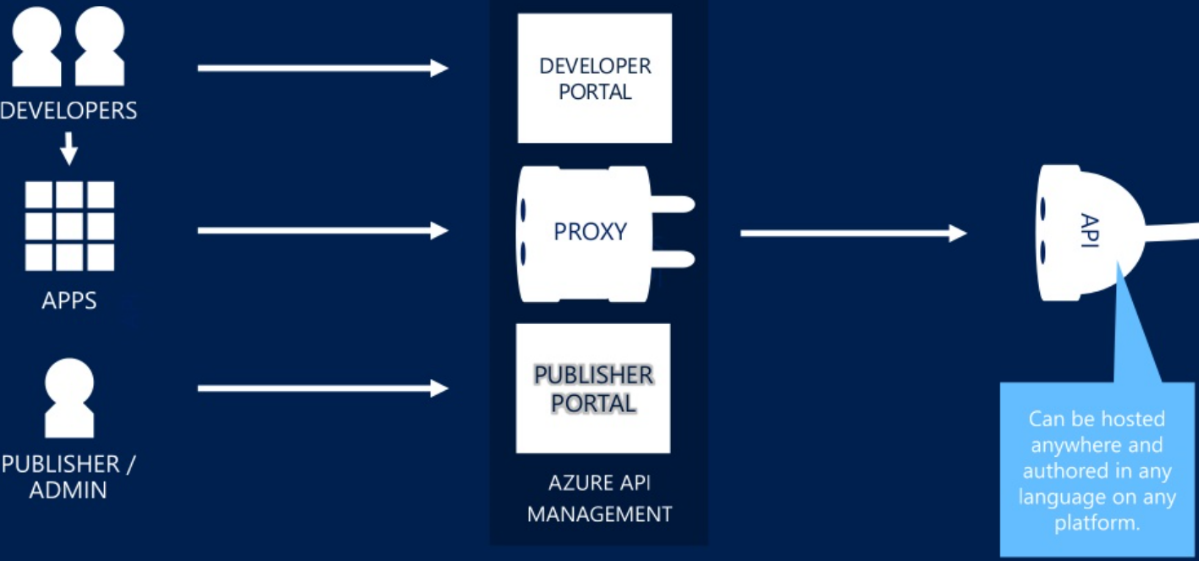 DEVELOPERS
DEVELOPER
PORTAL
APPS
PROXY
API
PUBLISHER /
ADMIN
PUBLISHER
PORTAL
AZURE API
MANAGEMENT
Can be hosted
anywhere and
authored in any
language on any
platform.